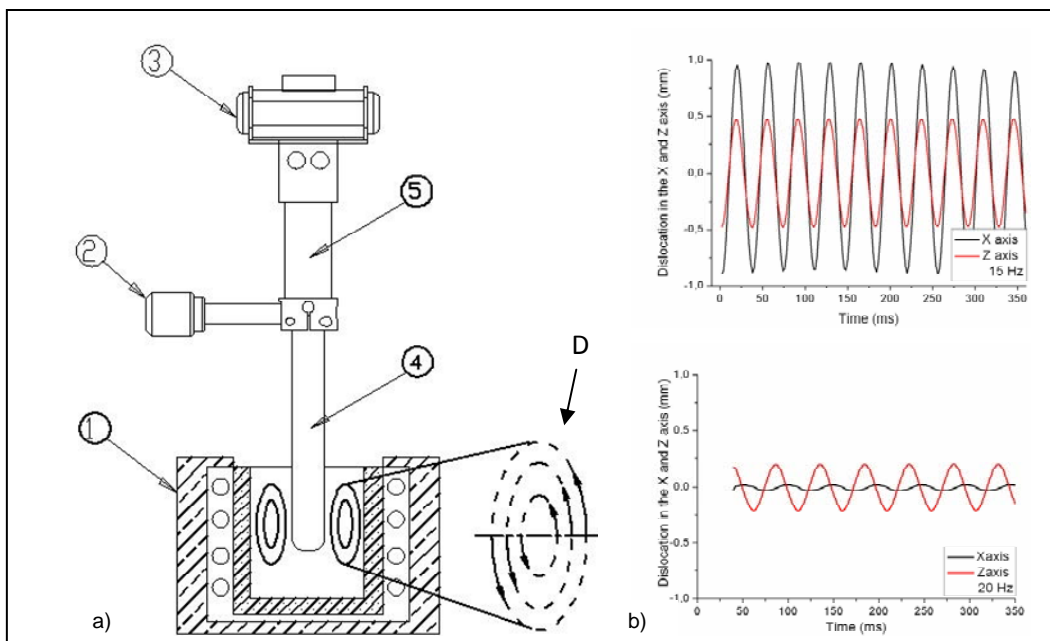 3
5
2
4
1
D
a)
b)
Dislocation in the X and Z axis (mm)
1,0
0,5
0,0
-0,5
-1,0
0 50 100 150 200 250 300 350
Time (ms)
X axis
Z axis
15 Hz
Dislocation in the X and Z axis (mm)
1,0
0,5
0,0
-0,5
-1,0
50 100 150 200 250 300 350
Time (ms)
Xaxis
Zaxis
20 Hz